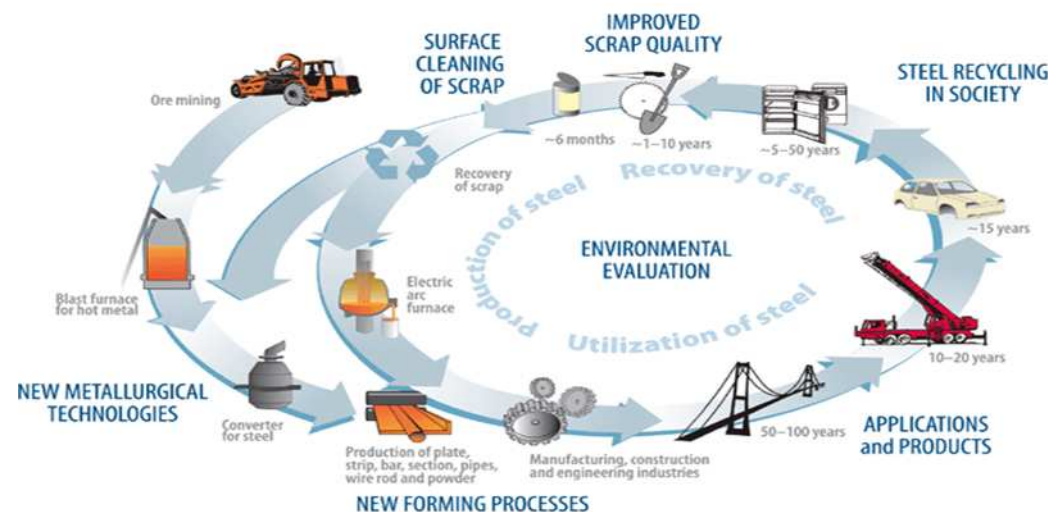 IMPROVED
SCRAP QUALITY
SURFACE
CLEANING
OF SCRAP
STEEL RECYCLING
IN SOCIETY
Ore mining
~6 months
~1–10 years
~5–50 years
Recovery
of scrap
~15 years
Production of steel
Recovery of steel
Utilization of steel
ENVIRONMENTAL
EVALUATION
Blast furnace
for hot metal
Electric
arc
furnace
10–20 years
NEW METALLURGICAL
TECHNOLOGIES
Converter
for steel
Production of plate,
strip, bar, section, pipes,
wire rod and powder
Manufacturing, construction
and engineering industries
50–100 years
APPLICATIONS
and PRODUCTS
NEW FORMING PROCESSES